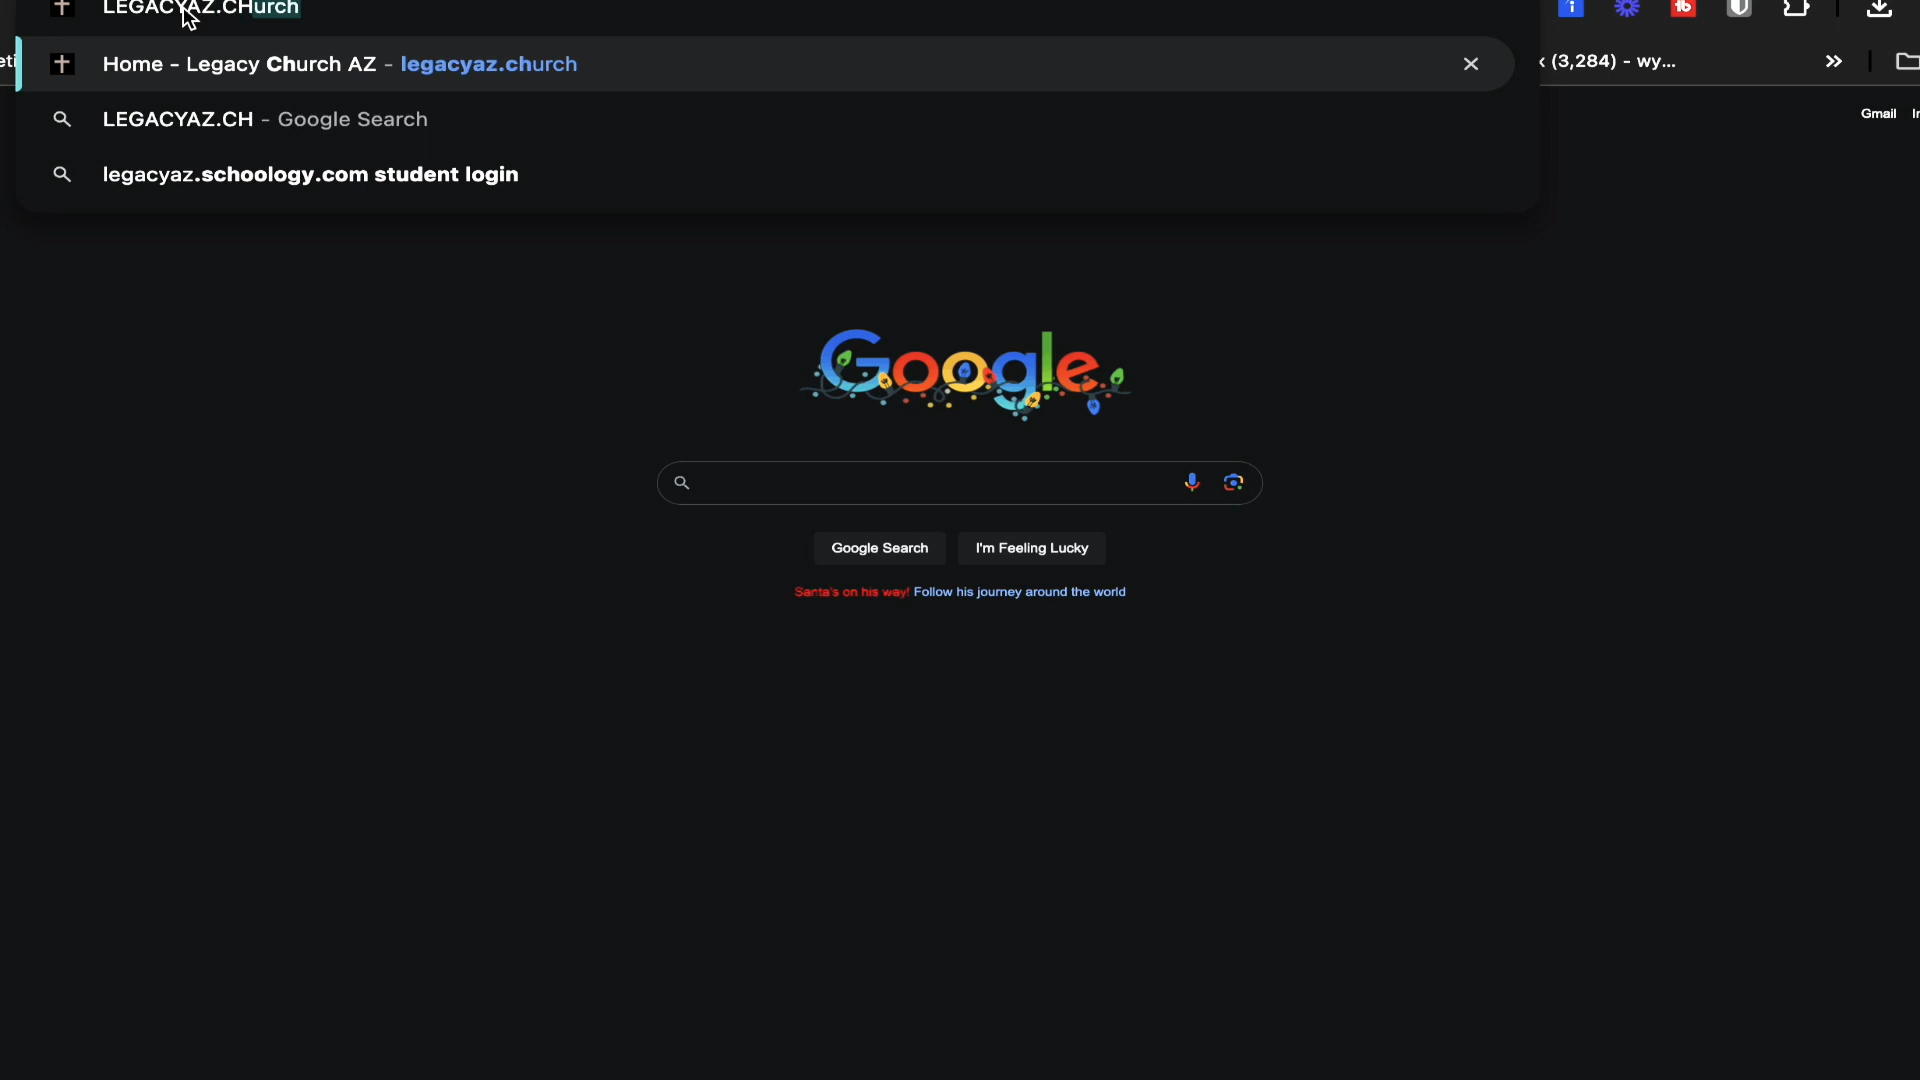 LEGACYAZ.CHurch
Home - Legacy Church AZ - legacyaz.church
(3,284) - wy...
LEGACYAZ.CH - Google Search
Gmail
legacyaz.schoology.com student login
Google
Google Search
I'm Feeling Lucky
Santa's on his way! Follow his journey around the world